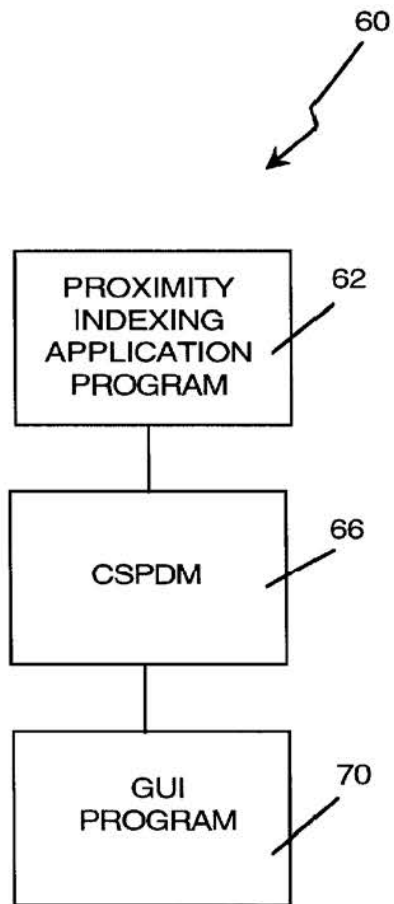 60
PROXIMITY
INDEXING
APPLICATION
PROGRAM
62
CSPDM
66
GUI
PROGRAM
70